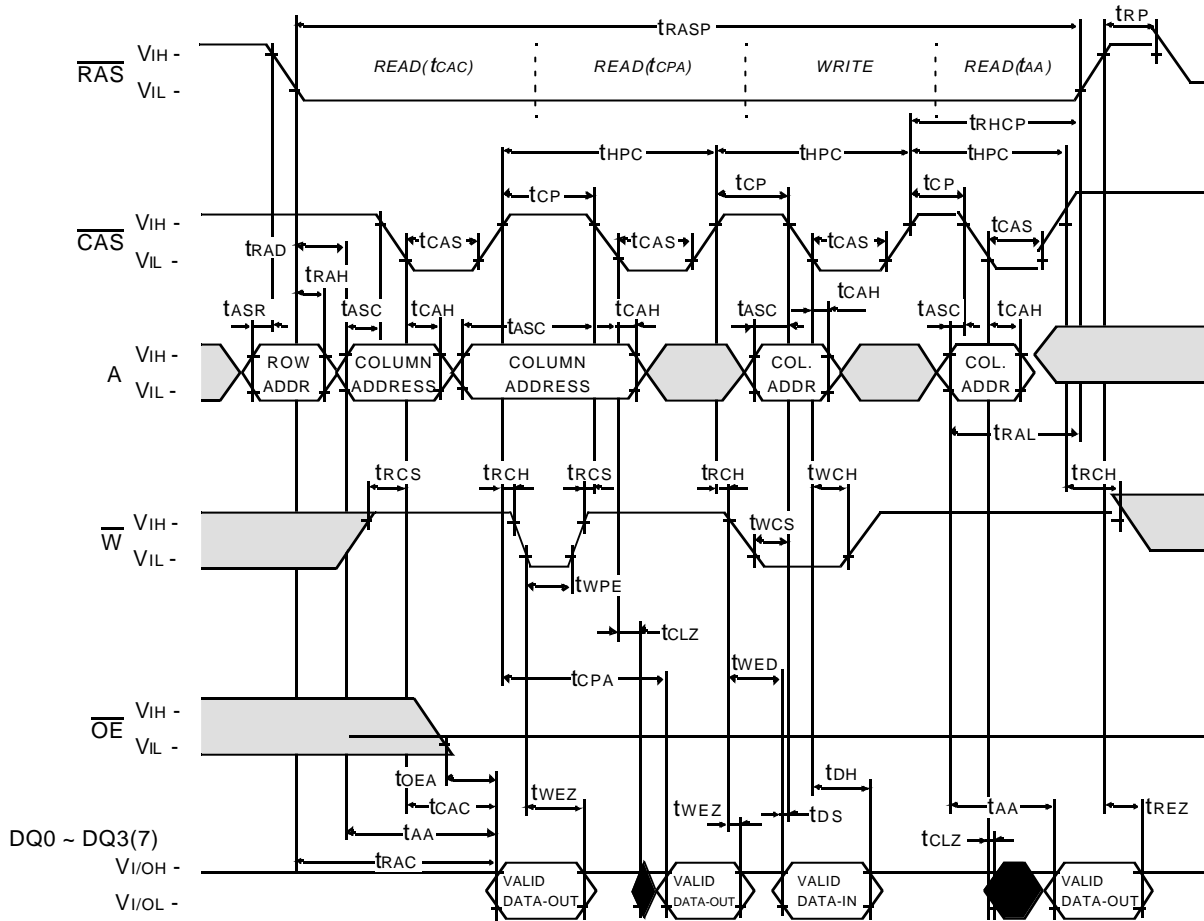 tRASP
tRP
RAS
VIH -
VIL -
READ(tCAC)
READ(tCPA)
WRITE
READ(tAA)
tRHCP
tHPC
tHPC
tHPC
tCP
tCP
tCP
CAS
VIH -
VIL -
tCAS
tCAS
tCAS
tCAS
tRAD
tRAH
tASR
tASC
tCAH
tASC
tCAH
tASC
tCAH
tASC
tCAH
A
VIH -
VIL -
ROW
ADDR
COLUMN
ADDRESS
COLUMN
ADDRESS
COL.
ADDR
COL.
ADDR
tRAL
tRCS
tRCH
tRCS
tRCH
tWCH
tRCH
W
VIH -
VIL -
tWCS
tWPE
tCLZ
tWED
tCPA
OE
VIH -
VIL -
tOEA
tCAC
tAA
tRAC
tWEZ
tWEZ
tDH
tDS
tAA
tCLZ
tREZ
DQ0 ~ DQ3(7)
VI/OH -
VI/OL -
VALID
DATA-OUT
VALID
DATA-OUT
VALID
DATA-IN
VALID
DATA-OUT